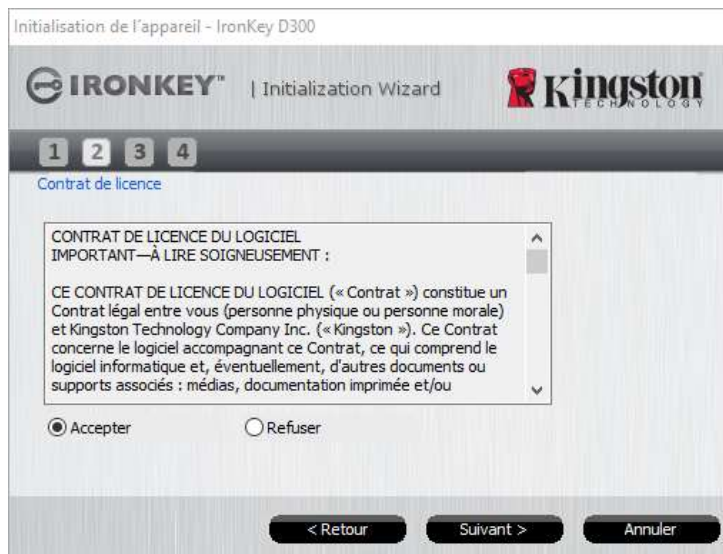 Initialisation de l'appareil - IronKey D300
IRONKEY™ | Initialization Wizard
Kingston
TECHNOLOGY
1 2 3 4
Contrat de licence
CONTRAT DE LICENCE DU LOGICIEL
IMPORTANT—À LIRE SOIGNEUSEMENT :
CE CONTRAT DE LICENCE DU LOGICIEL (« Contrat ») constitue un
Contrat légal entre vous (personne physique ou personne morale)
et Kingston Technology Company Inc. (« Kingston »). Ce Contrat
concerne le logiciel accompagnant ce Contrat, ce qui comprend le
logiciel informatique et, éventuellement, d'autres documents ou
supports associés : médias, documentation imprimée et/ou
Accepter Refuser
< Retour Suivant > Annuler